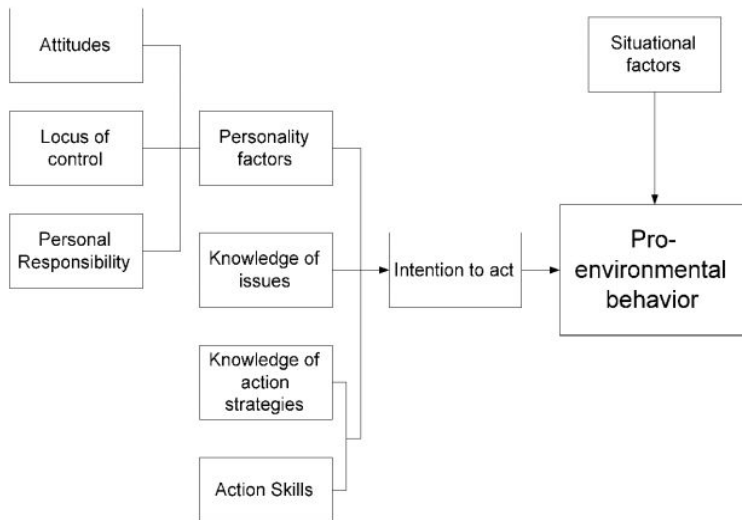 Attitudes
Locus of
control
Personal
Responsibility
Personality
factors
Knowledge of
issues
Knowledge of
action
strategies
Action Skills
Intention to act
Situational
factors
Pro-
environmental
behavior